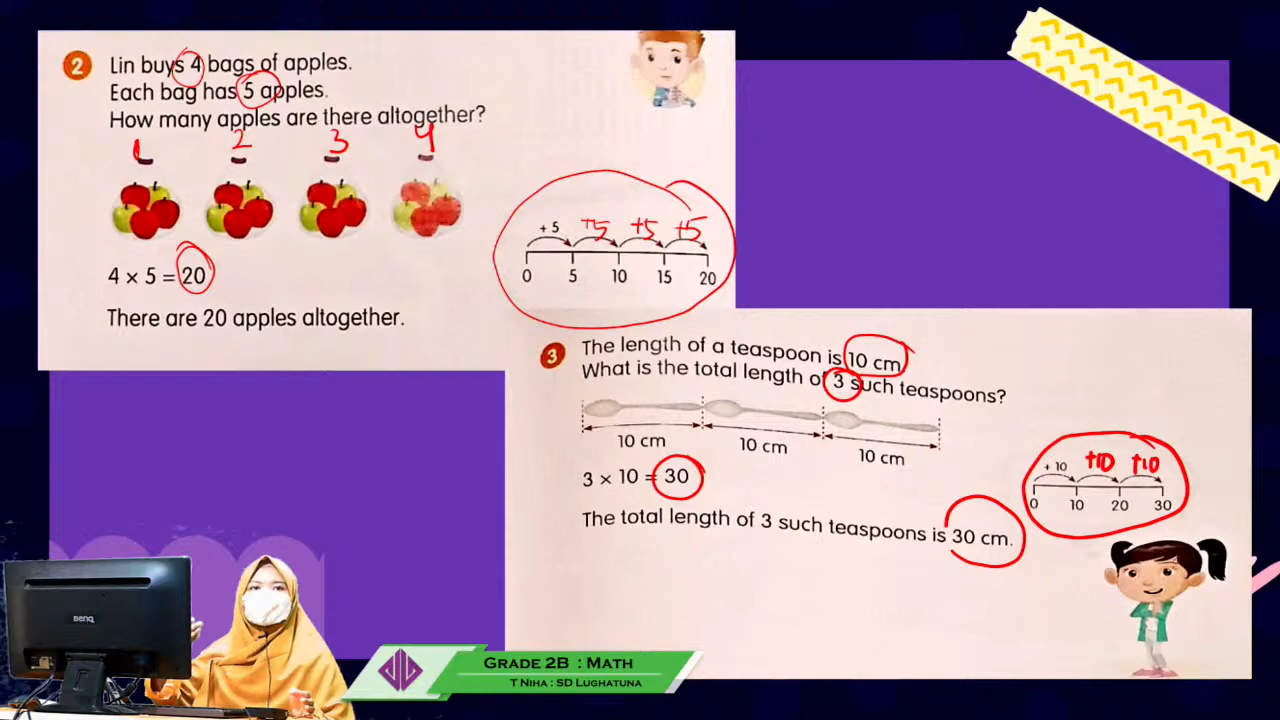 2
Lin buys 4 bags of apples.
Each bag has 5 apples.
How many apples are there altogether?
1 2 3 4
4 × 5 = 20
There are 20 apples altogether.
+ 5 +5 +5 +5
0 5 10 15 20
3
The length of a teaspoon is 10 cm.
What is the total length of 3 such teaspoons?
10 cm 10 cm 10 cm
3 × 10 = 30
The total length of 3 such teaspoons is 30 cm.
+ 10 +10 +10
0 10 20 30
BenQ
GRADE 2B : MATH
T NIHA : SD LUGHATUNA